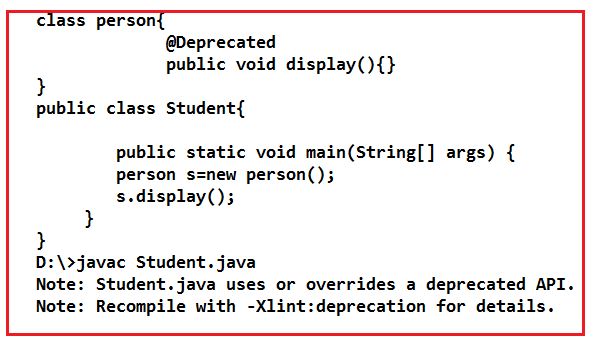 class person{
@Deprecated
public void display(){}
}
public class Student{
public static void main(String[] args) {
person s=new person();
s.display();
}
}
D:\>javac Student.java
Note: Student.java uses or overrides a deprecated API.
Note: Recompile with -Xlint:deprecation for details.